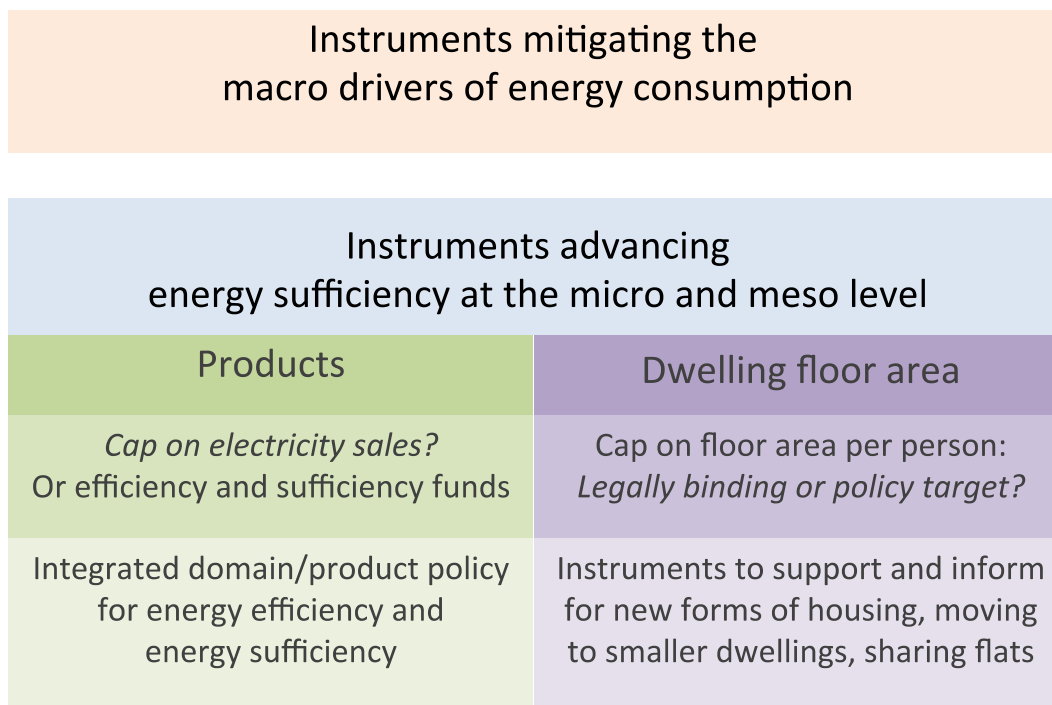 Instruments mitigating the
macro drivers of energy consumption
Instruments advancing
energy sufficiency at the micro and meso level
Products
Cap on electricity sales?
Or efficiency and sufficiency funds
Integrated domain/product policy
for energy efficiency and
energy sufficiency
Dwelling floor area
Cap on floor area per person:
Legally binding or policy target?
Instruments to support and inform
for new forms of housing, moving
to smaller dwellings, sharing flats